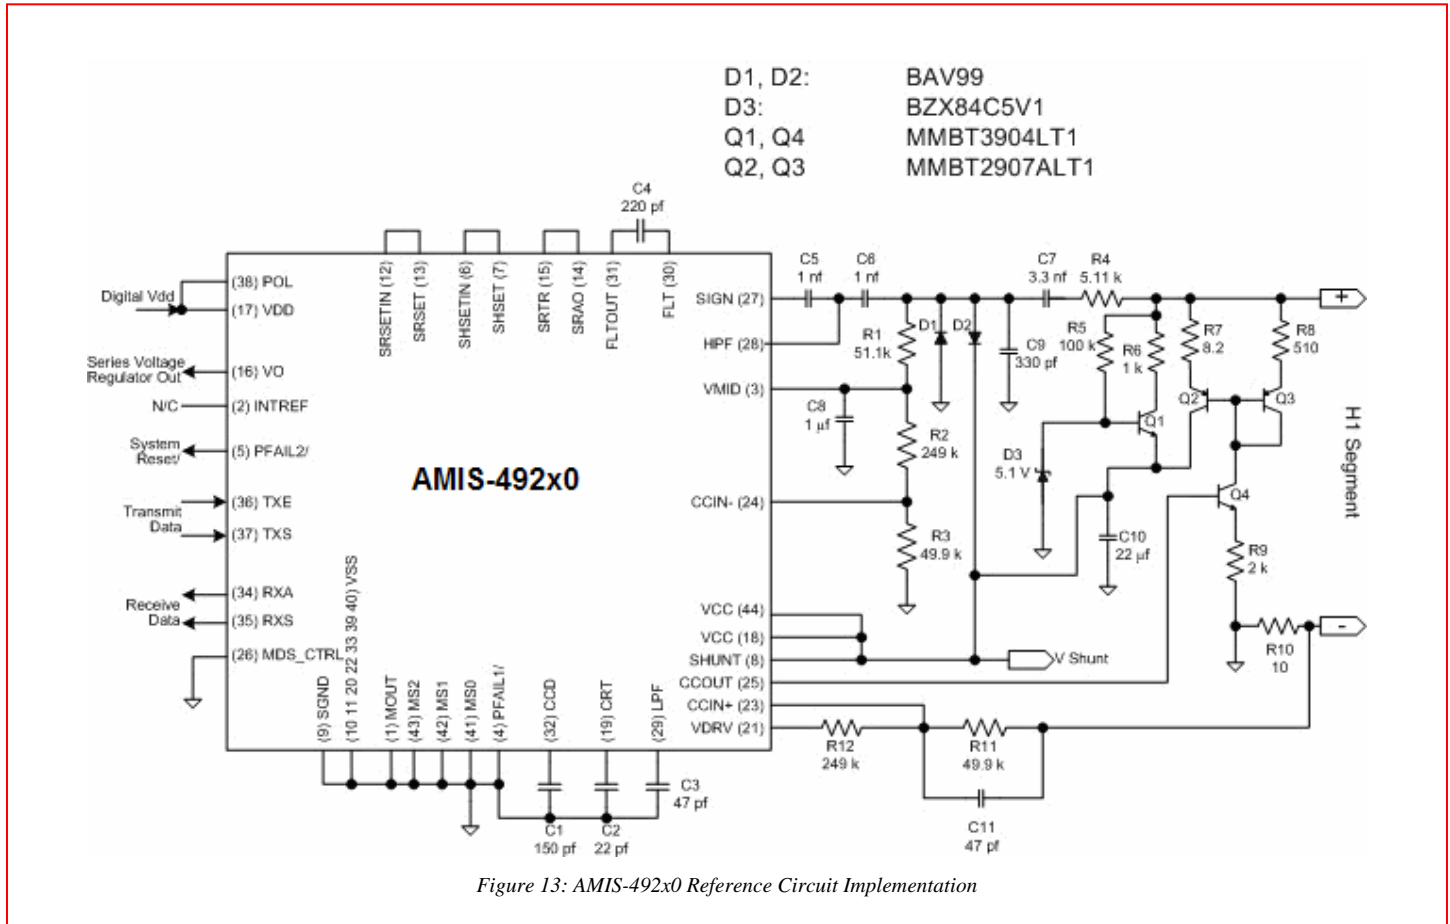 D1, D2: BAV99
D3: BZX84C5V1
Q1, Q4 MMBT3904LT1
Q2, Q3 MMBT2907ALT1
C4
220 pf
SRSETIN (12)
SRSET (13)
SHSETIN (6)
SHSET (7)
SRTR (15)
SRAO (14)
FLTOUT (31)
FLT (30)
Digital Vdd
(38) POL
(17) VDD
Series Voltage
Regulator Out
(16) VO
N/C
(2) INTREF
System
Reset/
(5) PFAIL2/
Transmit
Data
(36) TXE
(37) TXS
Receive
Data
(34) RXA
(35) RXS
(26) MDS_CTRL
AMIS-492x0
SIGN (27)
HPF (28)
VMID (3)
CCIN- (24)
VCC (44)
VCC (18)
SHUNT (8)
CCOUT (25)
CCIN+ (23)
VDRV (21)
(9) SGND
(10 11 20 22 33 39 40) VSS
(1) MOUT
(43) MS2
(42) MS1
(41) MS0
(4) PFAIL1/
(32) CCD
(19) CRT
(29) LPF
C1
150 pf
C2
22 pf
C3
47 pf
C5
1 nf
C6
1 nf
C7
3.3 nf
R4
5.11 k
R1
51.1k
D1
D2
C9
330 pf
R5
100 k
R6
1 k
R7
8.2
R8
510
C8
1 µf
R2
249 k
D3
5.1 V
Q1
Q2
Q3
Q4
R3
49.9 k
C10
22 µf
R9
2 k
R10
10
+
-
H1 Segment
V Shunt
R12
249 k
R11
49.9 k
C11
47 pf
Figure 13: AMIS-492x0 Reference Circuit Implementation